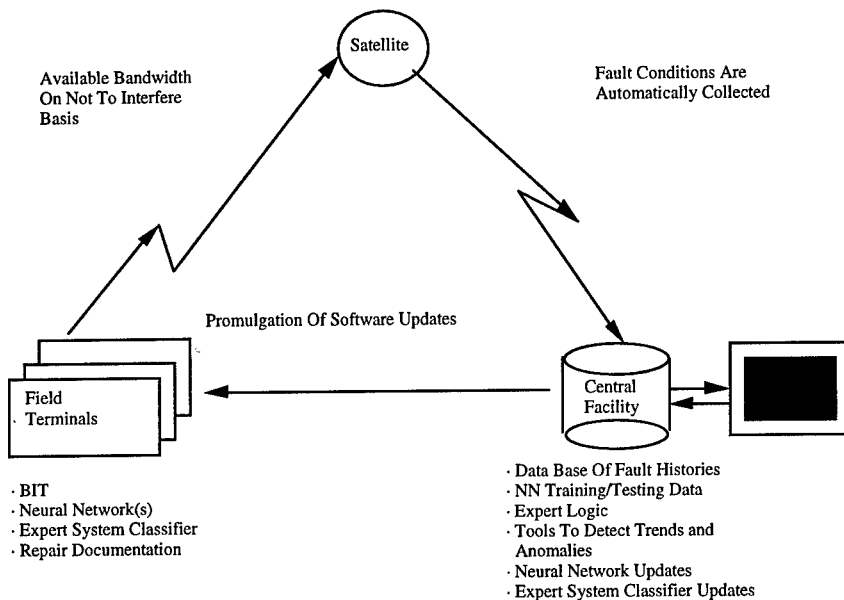 Satellite
Available Bandwidth
On Not To Interfere
Basis
Fault Conditions Are
Automatically Collected
Promulgation Of Software Updates
Field
Terminals
Central
Facility
· BIT
· Neural Network(s)
· Expert System Classifier
· Repair Documentation
· Data Base Of Fault Histories
· NN Training/Testing Data
· Expert Logic
· Tools To Detect Trends and
Anomalies
· Neural Network Updates
· Expert System Classifier Updates